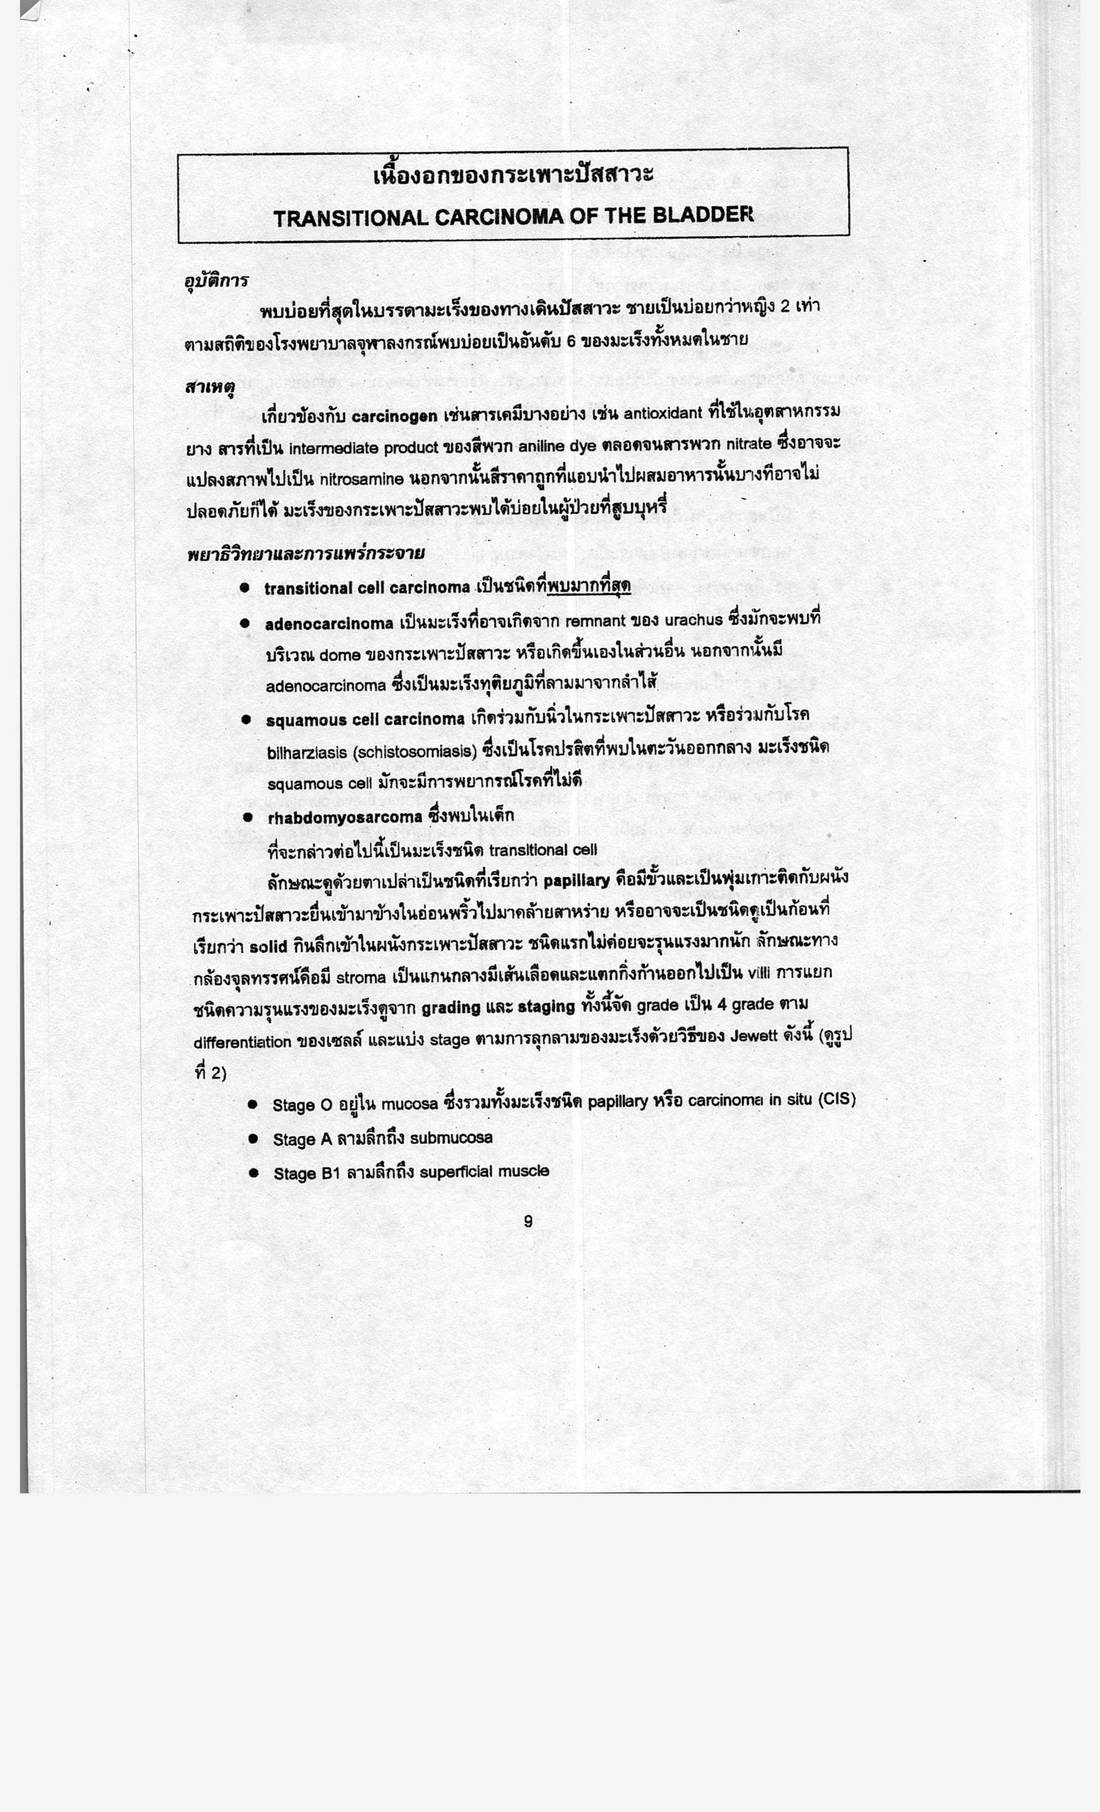 เนื้องอกของกระเพาะปัสสาวะ
TRANSITIONAL CARCINOMA OF THE BLADDER
อุบัติการ
พบบ่อยที่สุดในบรรดามะเร็งของทางเดินปัสสาวะ ชายเป็นบ่อยกว่าหญิง 2 เท่า
ตามสถิติของโรงพยาบาลจุฬาลงกรณ์พบบ่อยเป็นอันดับ 6 ของมะเร็งทั้งหมดในชาย
สาเหตุ
เกี่ยวข้องกับ carcinogen เช่นสารเคมีบางอย่าง เช่น antioxidant ที่ใช้ในอุตสาหกรรม
ยาง สารที่เป็น intermediate product ของสีพวก aniline dye ตลอดจนสารพวก nitrate ซึ่งอาจจะ
แปลงสภาพไปเป็น nitrosamine นอกจากนั้นสีราคาถูกที่แอบนำไปผสมอาหารนั้นบางทีอาจไม่
ปลอดภัยก็ได้ มะเร็งของกระเพาะปัสสาวะพบได้บ่อยในผู้ป่วยที่สูบบุหรี่
พยาธิวิทยาและการแพร่กระจาย
● transitional cell carcinoma เป็นชนิดที่พบมากที่สุด
● adenocarcinoma เป็นมะเร็งที่อาจเกิดจาก remnant ของ urachus ซึ่งมักจะพบที่
บริเวณ dome ของกระเพาะปัสสาวะ หรือเกิดขึ้นเองในส่วนอื่น นอกจากนั้นมี
adenocarcinoma ซึ่งเป็นมะเร็งทุติยภูมิที่ลามมาจากลำไส้
● squamous cell carcinoma เกิดร่วมกับนิ่วในกระเพาะปัสสาวะ หรือร่วมกับโรค
bilharziasis (schistosomiasis) ซึ่งเป็นโรคปรสิตที่พบในตะวันออกกลาง มะเร็งชนิด
squamous cell มักจะมีการพยากรณ์โรคที่ไม่ดี
● rhabdomyosarcoma ซึ่งพบในเด็ก
ที่จะกล่าวต่อไปนี้เป็นมะเร็งชนิด transitional cell
ลักษณะดูด้วยตาเปล่าเป็นชนิดที่เรียกว่า papillary คือมีขั้วและเป็นพุ่มเกาะติดกับผนัง
กระเพาะปัสสาวะยื่นเข้ามาข้างในอ่อนพริ้วไปมาคล้ายสาหร่าย หรืออาจจะเป็นชนิดดูเป็นก้อนที่
เรียกว่า solid กินลึกเข้าในผนังกระเพาะปัสสาวะ ชนิดแรกไม่ค่อยจะรุนแรงมากนัก ลักษณะทาง
กล้องจุลทรรศน์คือมี stroma เป็นแกนกลางมีเส้นเลือดและแตกกิ่งก้านออกไปเป็น villi การแยก
ชนิดความรุนแรงของมะเร็งดูจาก grading และ staging ทั้งนี้จัด grade เป็น 4 grade ตาม
differentiation ของเซลล์ และแบ่ง stage ตามการลุกลามของมะเร็งด้วยวิธีของ Jewett ดังนี้ (ดูรูป
ที่ 2)
● Stage O อยู่ใน mucosa ซึ่งรวมทั้งมะเร็งชนิด papillary หรือ carcinoma in situ (CIS)
● Stage A ลามลึกถึง submucosa
● Stage B1 ลามลึกถึง superficial muscle
9